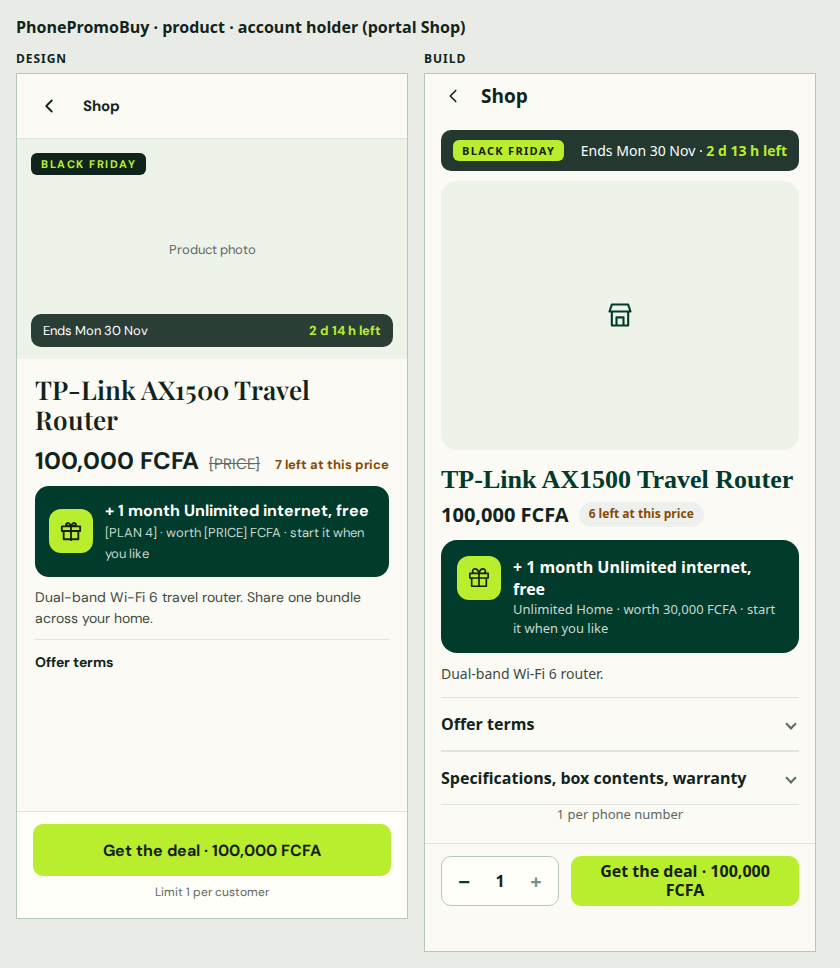 PhonePromoBuy · product · account holder (portal Shop)
DESIGN
Shop
BLACK FRIDAY
Product photo
Ends Mon 30 Nov
2 d 14 h left
TP-Link AX1500 Travel
Router
100,000 FCFA [PRICE] 7 left at this price
+ 1 month Unlimited internet, free
[PLAN 4] · worth [PRICE] FCFA · start it when
you like
Dual-band Wi-Fi 6 travel router. Share one bundle
across your home.
Offer terms
Get the deal · 100,000 FCFA
Limit 1 per customer
BUILD
Shop
BLACK FRIDAY Ends Mon 30 Nov · 2 d 13 h left
TP-Link AX1500 Travel Router
100,000 FCFA 6 left at this price
+ 1 month Unlimited internet,
free
Unlimited Home · worth 30,000 FCFA · start
it when you like
Dual-band Wi-Fi 6 router.
Offer terms
Specifications, box contents, warranty
1 per phone number
− 1 +
Get the deal · 100,000
FCFA